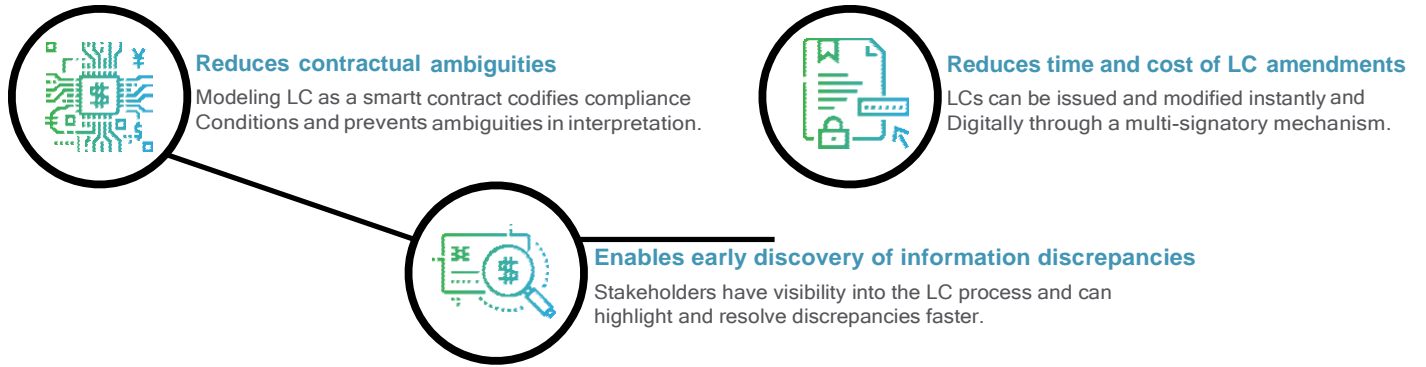 Reduces contractual ambiguities
Modeling LC as a smartt contract codifies compliance
Conditions and prevents ambiguities in interpretation.
Reduces time and cost of LC amendments
LCs can be issued and modified instantly and
Digitally through a multi-signatory mechanism.
Enables early discovery of information discrepancies
Stakeholders have visibility into the LC process and can
highlight and resolve discrepancies faster.